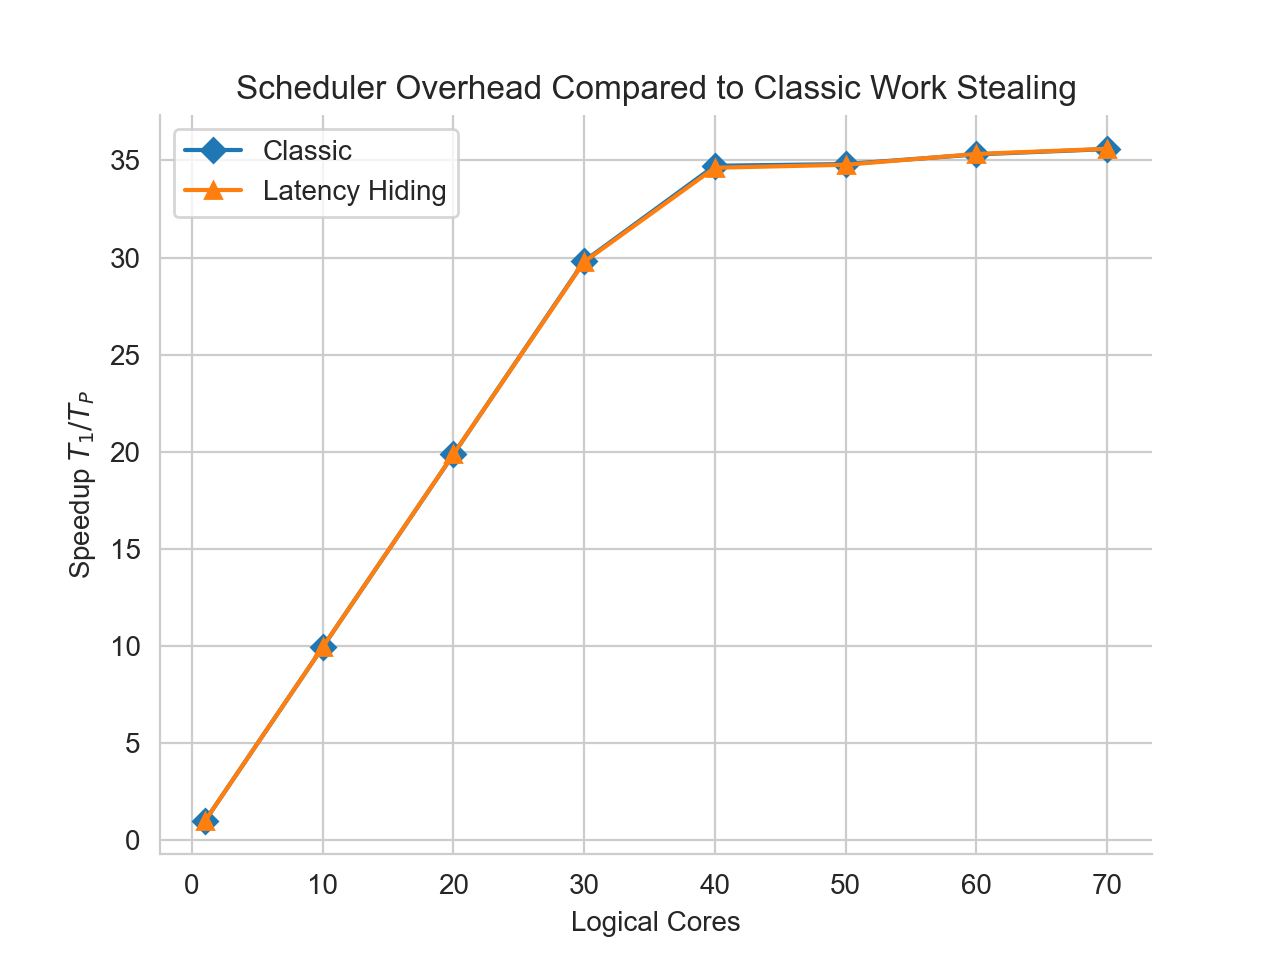 Scheduler Overhead Compared to Classic Work Stealing
Classic
Latency Hiding
35
30
25
20
15
10
5
0
Speedup T₁/T_P
0 10 20 30 40 50 60 70
Logical Cores